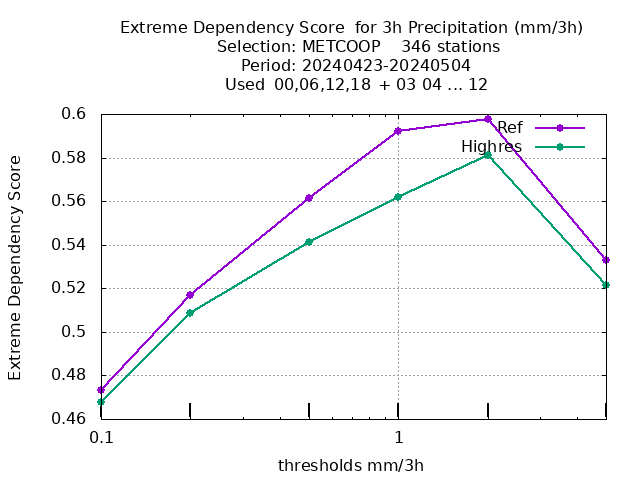 Extreme Dependency Score  for 3h Precipitation (mm/3h)
Selection: METCOOP    346 stations
Period: 20240423-20240504
Used  00,06,12,18  + 03 04 ... 12
Extreme Dependency Score
0.6
0.58
0.56
0.54
0.52
0.5
0.48
0.46
Ref
Highres
0.1
1
thresholds mm/3h